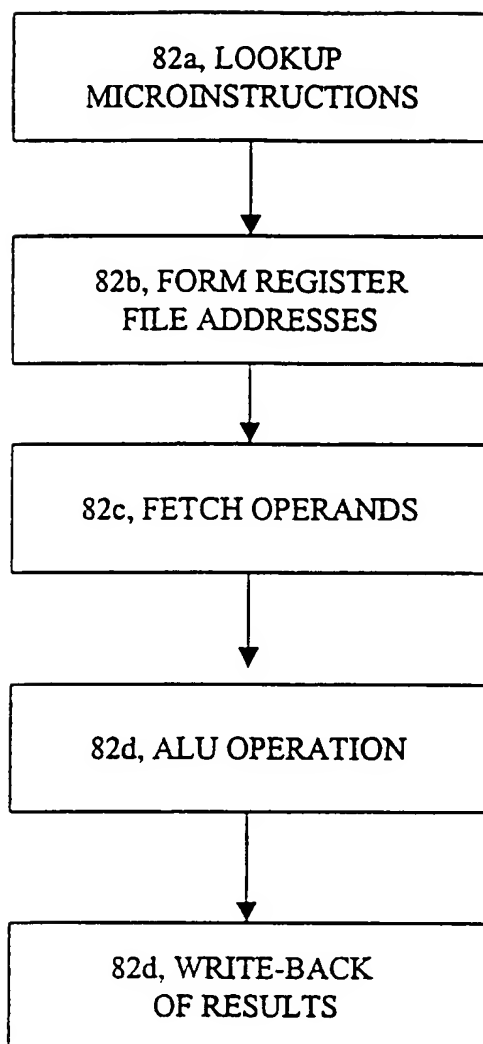 82a, LOOKUP
MICROINSTRUCTIONS
82b, FORM REGISTER
FILE ADDRESSES
82c, FETCH OPERANDS
82d, ALU OPERATION
82d, WRITE-BACK
OF RESULTS